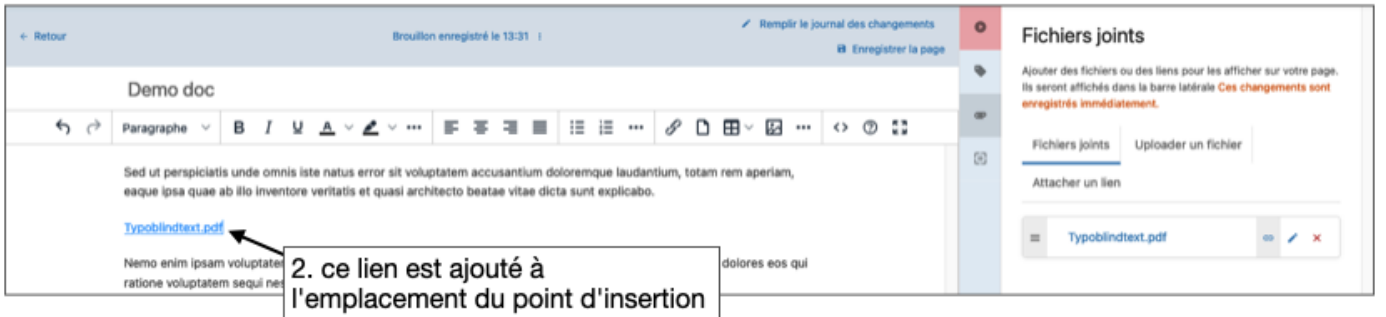 ← Retour
Brouillon enregistré le 13:31
Remplir le journal des changements
Enregistrer la page
Demo doc
Paragraphe
B I U A
Sed ut perspiciatis unde omnis iste natus error sit voluptatem accusantium doloremque laudantium, totam rem aperiam,
eaque ipsa quae ab illo inventore veritatis et quasi architecto beatae vitae dicta sunt explicabo.
Typoblindtext.pdf
Nemo enim ipsam
dolores eos qui
ratione voluptatem sequi
2. ce lien est ajouté à
l'emplacement du point d'insertion
Fichiers joints
Ajouter des fichiers ou des liens pour les afficher sur votre page.
Ils seront affichés dans la barre latérale Ces changements sont
enregistrés immédiatement.
Fichiers joints
Uploader un fichier
Attacher un lien
Typoblindtext.pdf